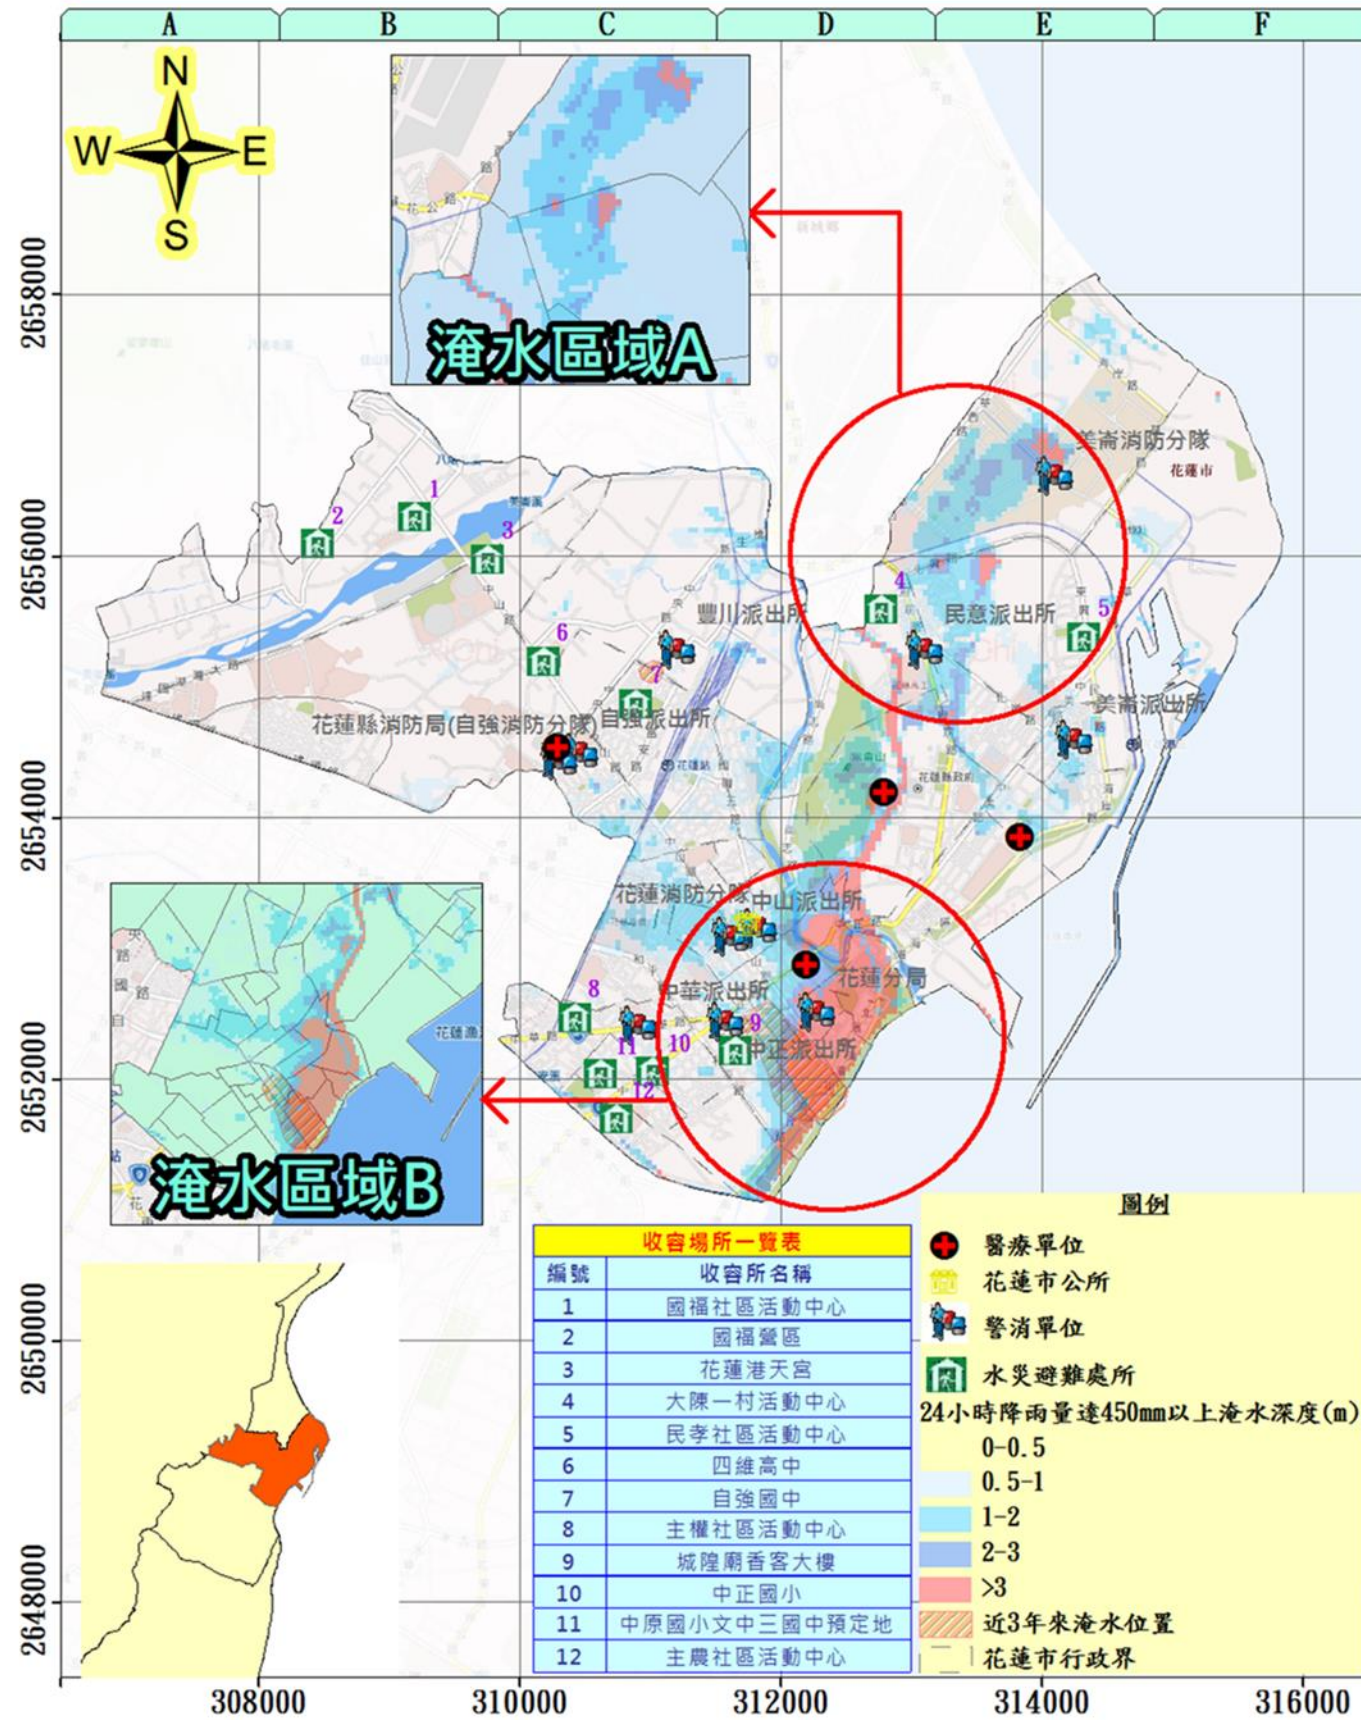 A B C D E F
N
W E
S
淹水區域A
2658000
2656000
2654000
2652000
2650000
2648000
美崙消防分隊
花蓮市
美崙溪
1
2
3
4
5
6
7
民意派出所
豐川派出所
美崙派出所
花蓮縣消防局(自強消防分隊)
自強派出所
花蓮站
花蓮縣政府
花蓮消防分隊
中山派出所
花蓮分局
中華派出所
中正派出所
8
9
10
11
12
淹水區域B
收容場所一覽表
編號 收容所名稱
1 國福社區活動中心
2 國福營區
3 花蓮港天宮
4 大陳一村活動中心
5 民孝社區活動中心
6 四維高中
7 自強國中
8 主權社區活動中心
9 城隍廟香客大樓
10 中正國小
11 中原國小文中三國中預定地
12 主農社區活動中心
圖例
醫療單位
花蓮市公所
警消單位
水災避難處所
24小時降雨量達450mm以上淹水深度(m)
0-0.5
0.5-1
1-2
2-3
>3
近3年來淹水位置
花蓮市行政界
308000 310000 312000 314000 316000